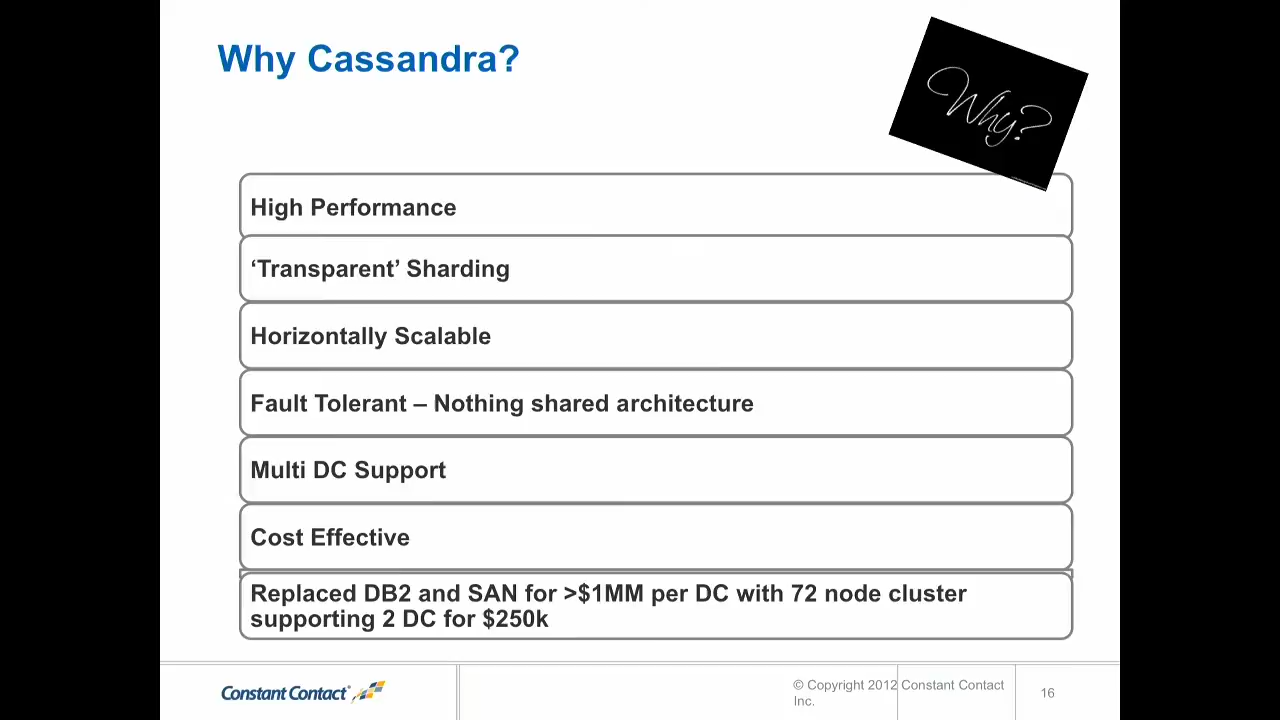 Why Cassandra?
Why?
High Performance
‘Transparent’ Sharding
Horizontally Scalable
Fault Tolerant – Nothing shared architecture
Multi DC Support
Cost Effective
Replaced DB2 and SAN for >$1MM per DC with 72 node cluster
supporting 2 DC for $250k
Constant Contact
© Copyright 2012 Constant Contact
Inc.
16